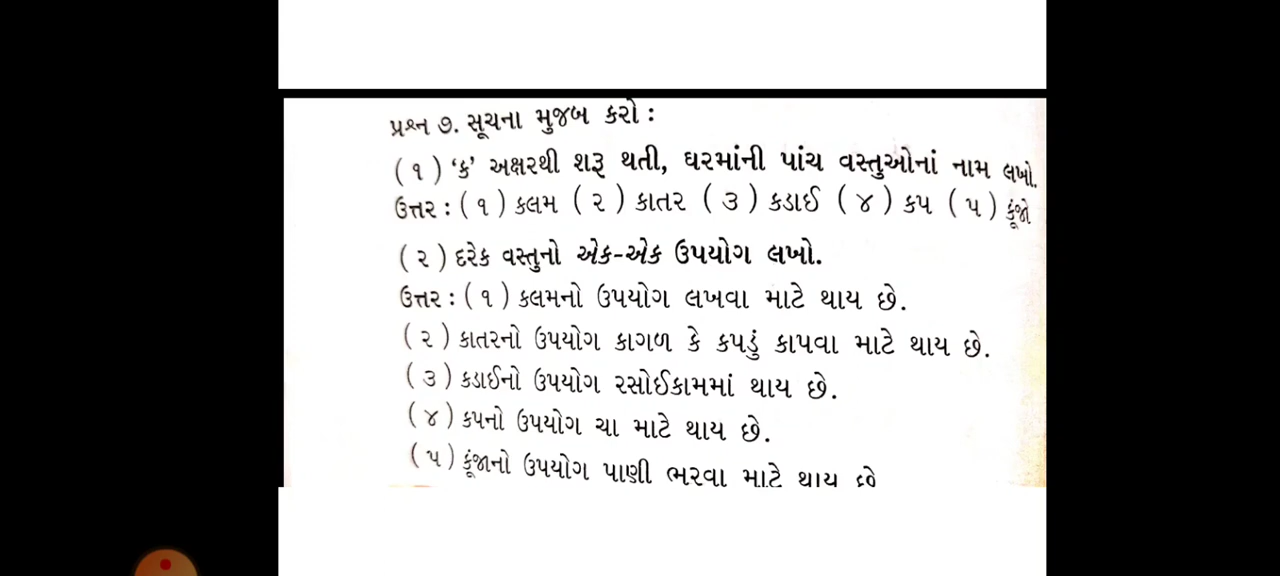 પ્રશ્ન ૭. સૂચના મુજબ કરો :
(૧) ‘ક’ અક્ષરથી શરૂ થતી, ઘરમાંની પાંચ વસ્તુઓનાં નામ લખો.
ઉત્તર : (૧) કલમ (૨) કાતર (૩) કડાઈ (૪) કપ (૫) કૂંજો
(૨) દરેક વસ્તુનો એક-એક ઉપયોગ લખો.
ઉત્તર : (૧) કલમનો ઉપયોગ લખવા માટે થાય છે.
(૨) કાતરનો ઉપયોગ કાગળ કે કપડું કાપવા માટે થાય છે.
(૩) કડાઈનો ઉપયોગ રસોઈકામમાં થાય છે.
(૪) કપનો ઉપયોગ ચા માટે થાય છે.
(૫) કૂંજાનો ઉપયોગ પાણી ભરવા માટે થાય છે